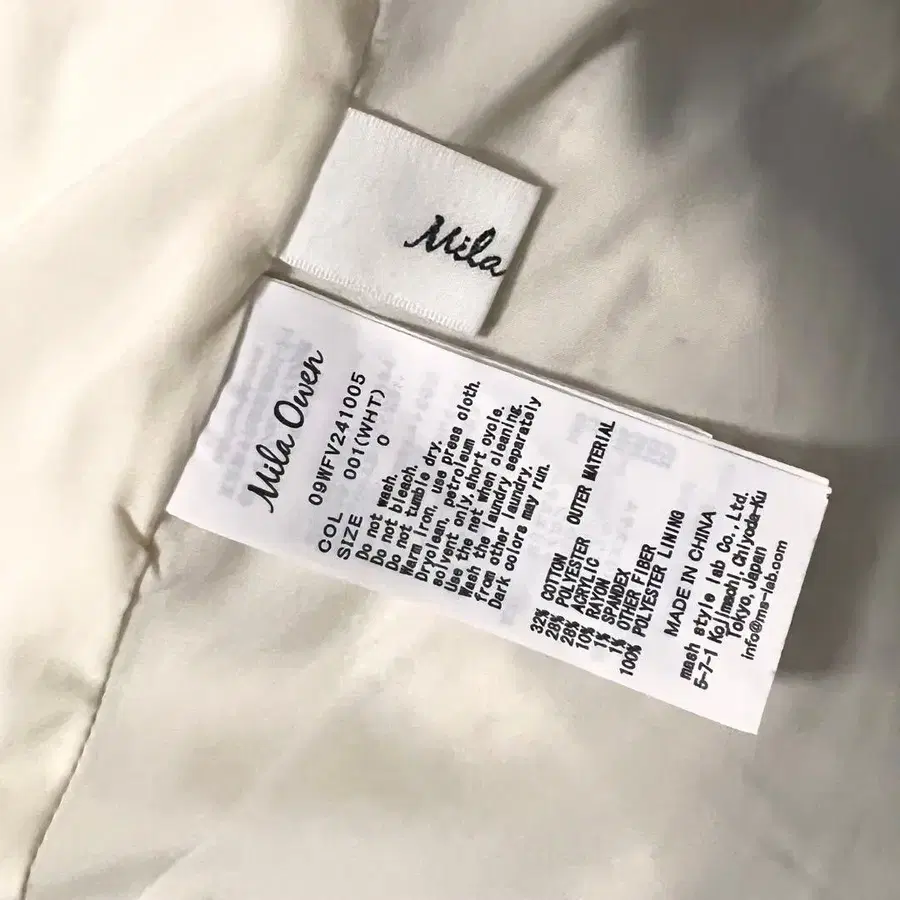 Mila
Mila Owen
09WFV241005
COL 001(WHT)
SIZE 0
Do not wash.
Do not bleach.
Do not tumble dry.
Warm iron, use press cloth.
Dryclean, petroleum
solvent only,short cycle.
Use the net when cleaning.
Wash the laundry separately
from other laundry.
Dark colors may run.
OUTER MATERIAL
32% COTTON
28% POLYESTER
28% ACRYLIC
10% RAYON
1% SPANDEX
1% OTHER FIBER
100% POLYESTER LINING
MADE IN CHINA
mash style lab Co.,Ltd.
5-7-1 Kojimachi, Chiyoda-Ku
Tokyo, Japan
info@ms-lab.com